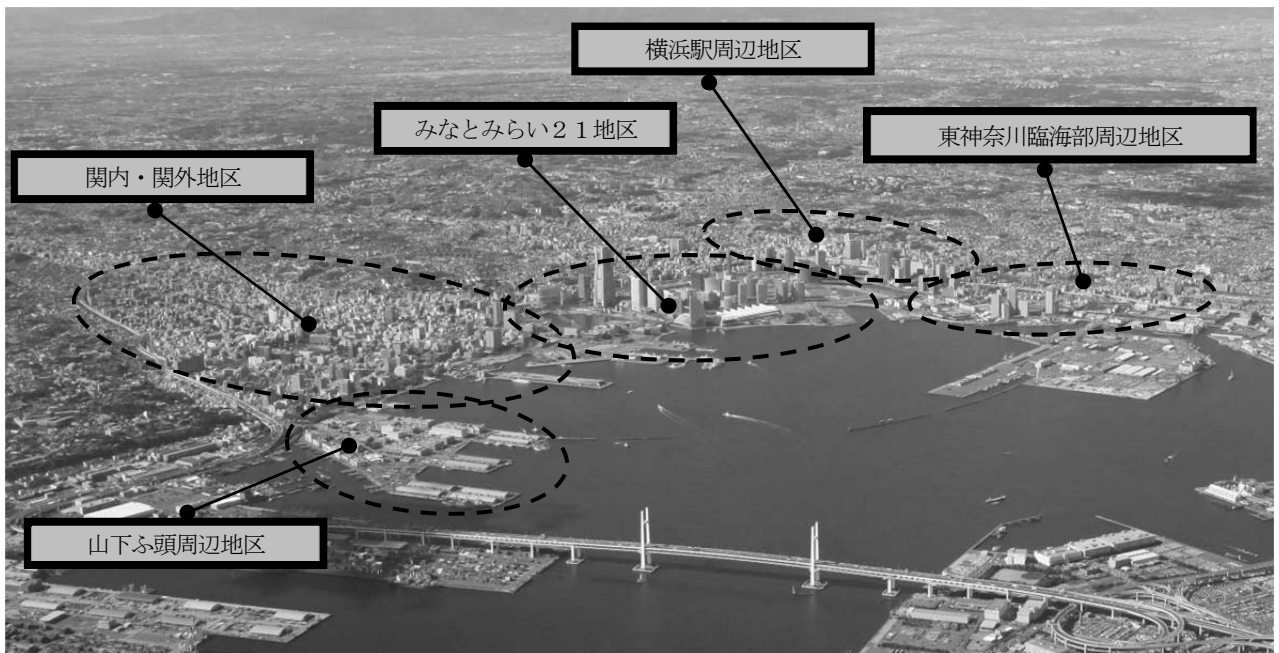 横浜駅周辺地区
みなとみらい２１地区
東神奈川臨海部周辺地区
関内・関外地区
山下ふ頭周辺地区